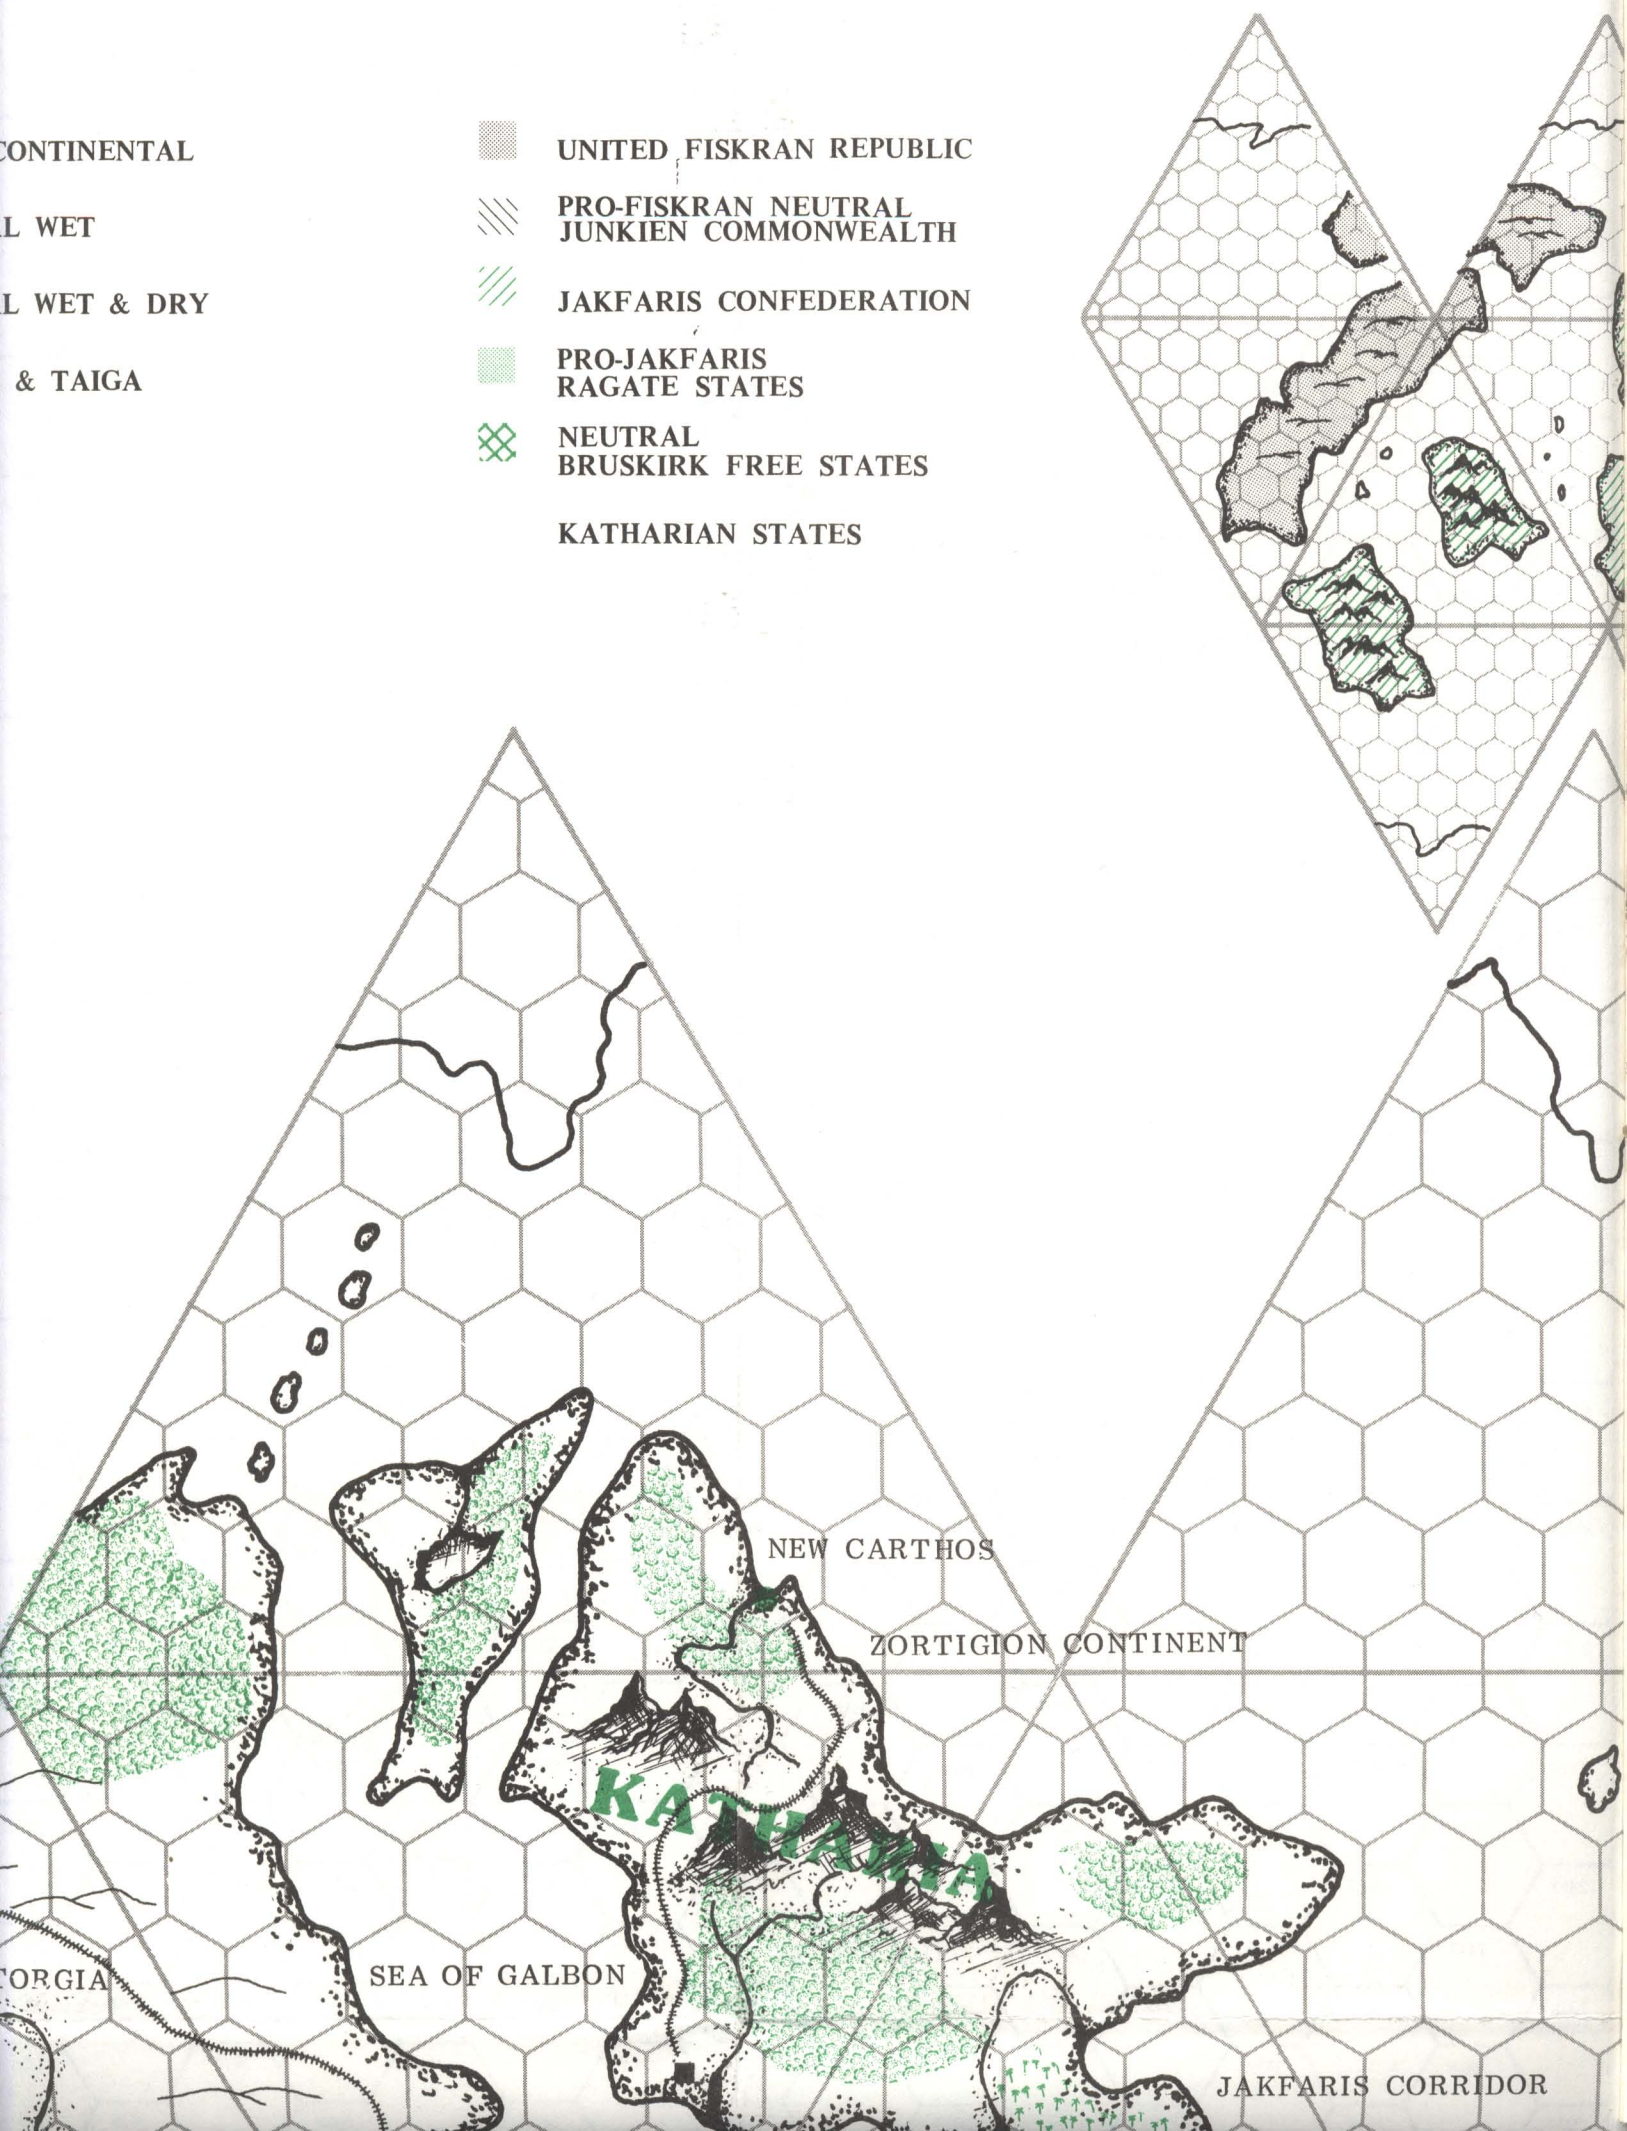 CONTINENTAL
L WET
L WET & DRY
& TAIGA
UNITED FISKRAN REPUBLIC
PRO-FISKRAN NEUTRAL
JUNKIEN COMMONWEALTH
JAKFARIS CONFEDERATION
PRO-JAKFARIS
RAGATE STATES
NEUTRAL
BRUSKIRK FREE STATES
KATHARIAN STATES
NEW CARTHOS
ZORTIGION CONTINENT
KATHARIA
ORGIA
SEA OF GALBON
JAKFARIS CORRIDOR